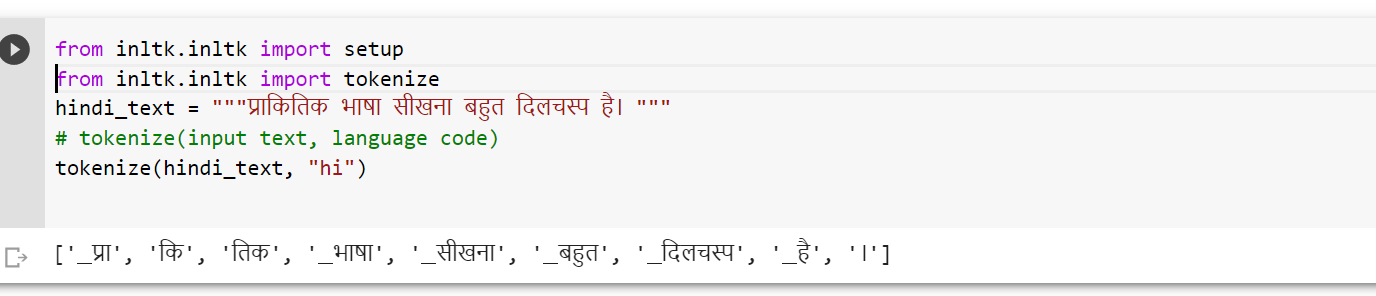 from inltk.inltk import setup
from inltk.inltk import tokenize
hindi_text = """प्राकितिक भाषा सीखना बहुत दिलचस्प है। """
# tokenize(input text, language code)
tokenize(hindi_text, "hi")
['_प्रा', 'कि', 'तिक', '_भाषा', '_सीखना', '_बहुत', '_दिलचस्प', '_है', '।']